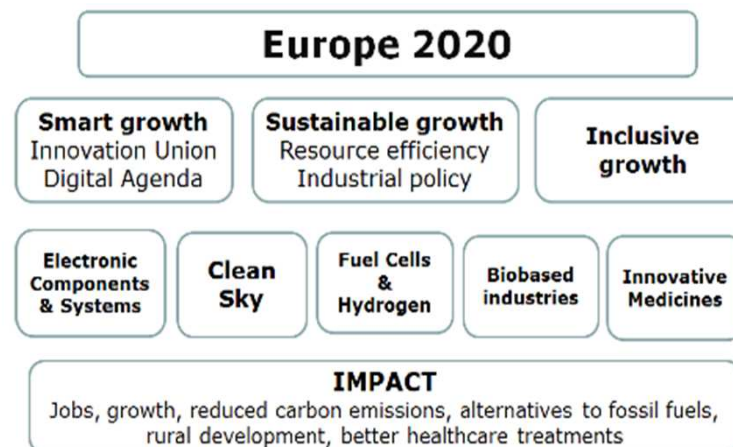 Europe 2020
Smart growth
Innovation Union
Digital Agenda
Sustainable growth
Resource efficiency
Industrial policy
Inclusive
growth
Electronic
Components
& Systems
Clean
Sky
Fuel Cells
&
Hydrogen
Biobased
industries
Innovative
Medicines
IMPACT
Jobs, growth, reduced carbon emissions, alternatives to fossil fuels,
rural development, better healthcare treatments